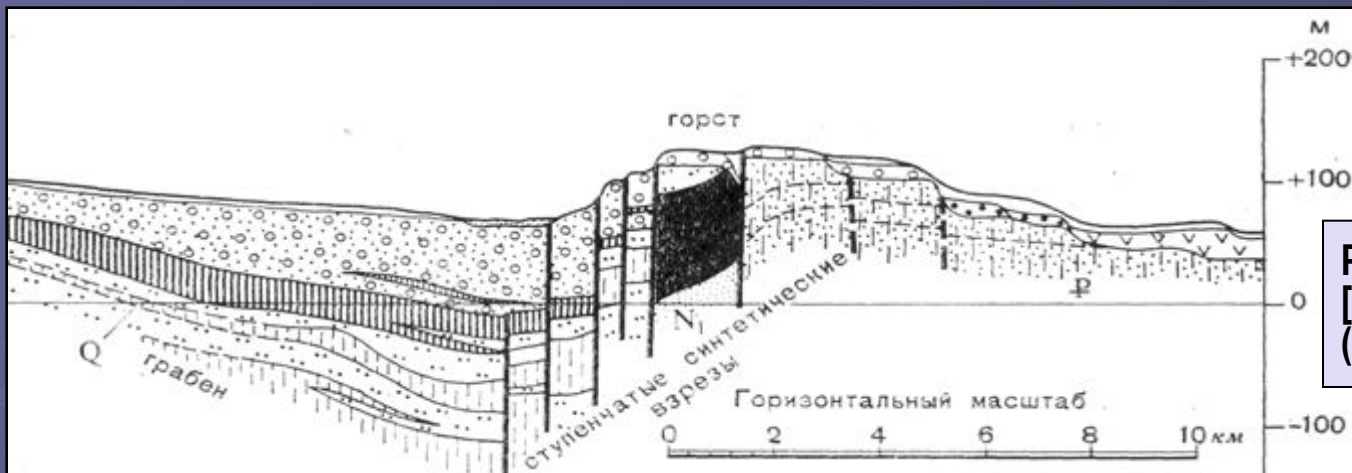 м
+200
горст
+100
0
N₁
Q
грабен
ступенчатые синтетические
взрезы
Горизонтальный масштаб
0 2 4 6 8 10 км
-100